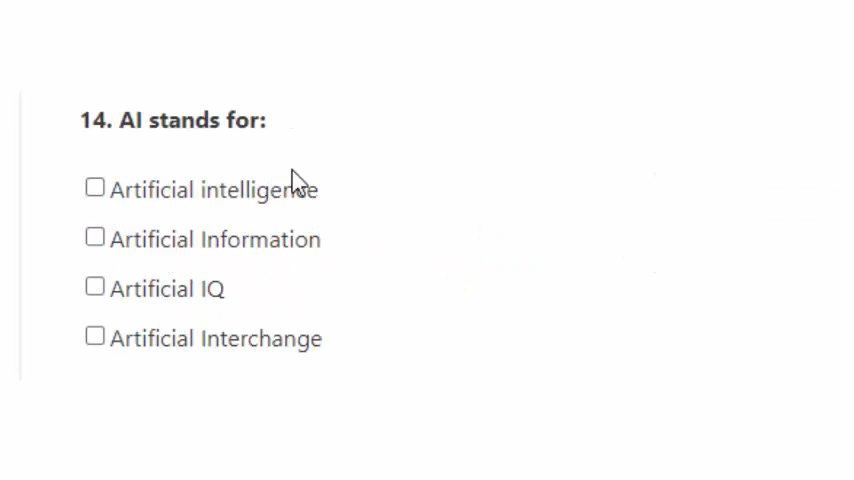 14. AI stands for:
Artificial intelligence
Artificial Information
Artificial IQ
Artificial Interchange